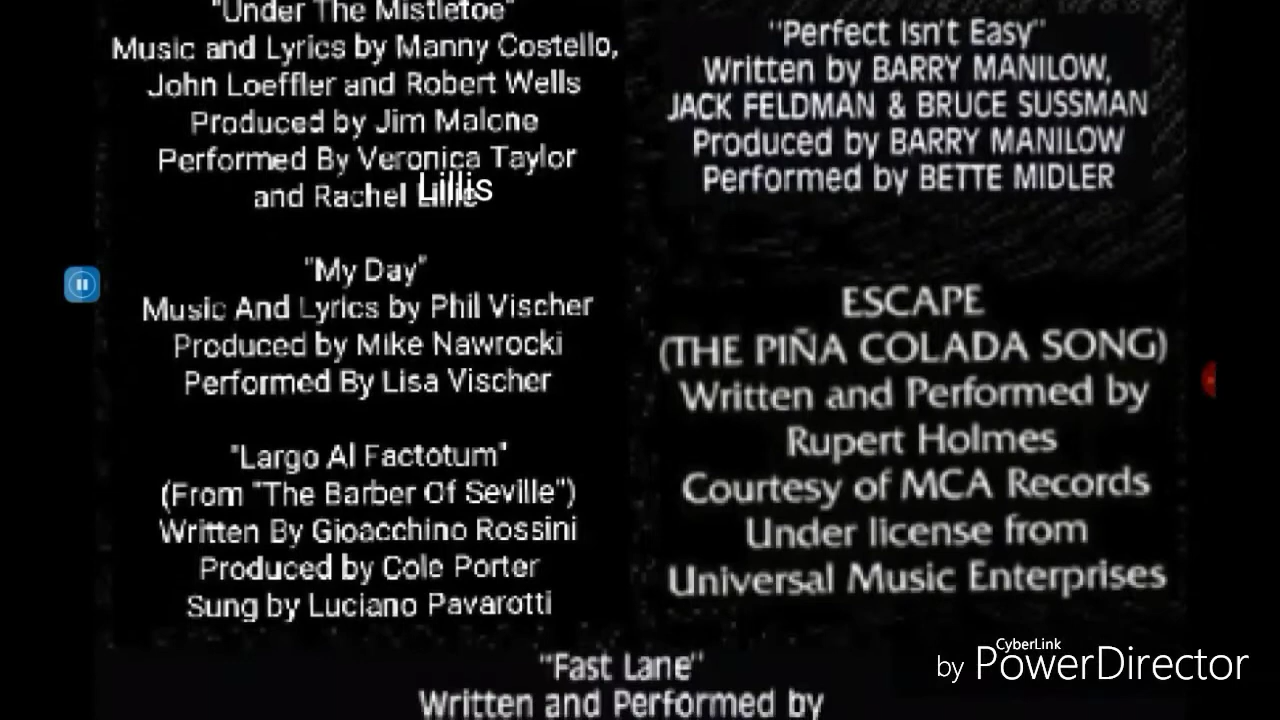 "Under The Mistletoe"
Music and Lyrics by Manny Costello,
John Loeffler and Robert Wells
Produced by Jim Malone
Performed By Veronica Taylor
and Rachel Lillis
"My Day"
Music And Lyrics by Phil Vischer
Produced by Mike Nawrocki
Performed By Lisa Vischer
"Largo Al Factotum"
(From "The Barber Of Seville")
Written By Gioacchino Rossini
Produced by Cole Porter
Sung by Luciano Pavarotti
"Perfect Isn't Easy"
Written by BARRY MANILOW,
JACK FELDMAN & BRUCE SUSSMAN
Produced by BARRY MANILOW
Performed by BETTE MIDLER
ESCAPE
(THE PIÑA COLADA SONG)
Written and Performed by
Rupert Holmes
Courtesy of MCA Records
Under license from
Universal Music Enterprises
"Fast Lane"
Written and Performed by
CyberLink
by PowerDirector